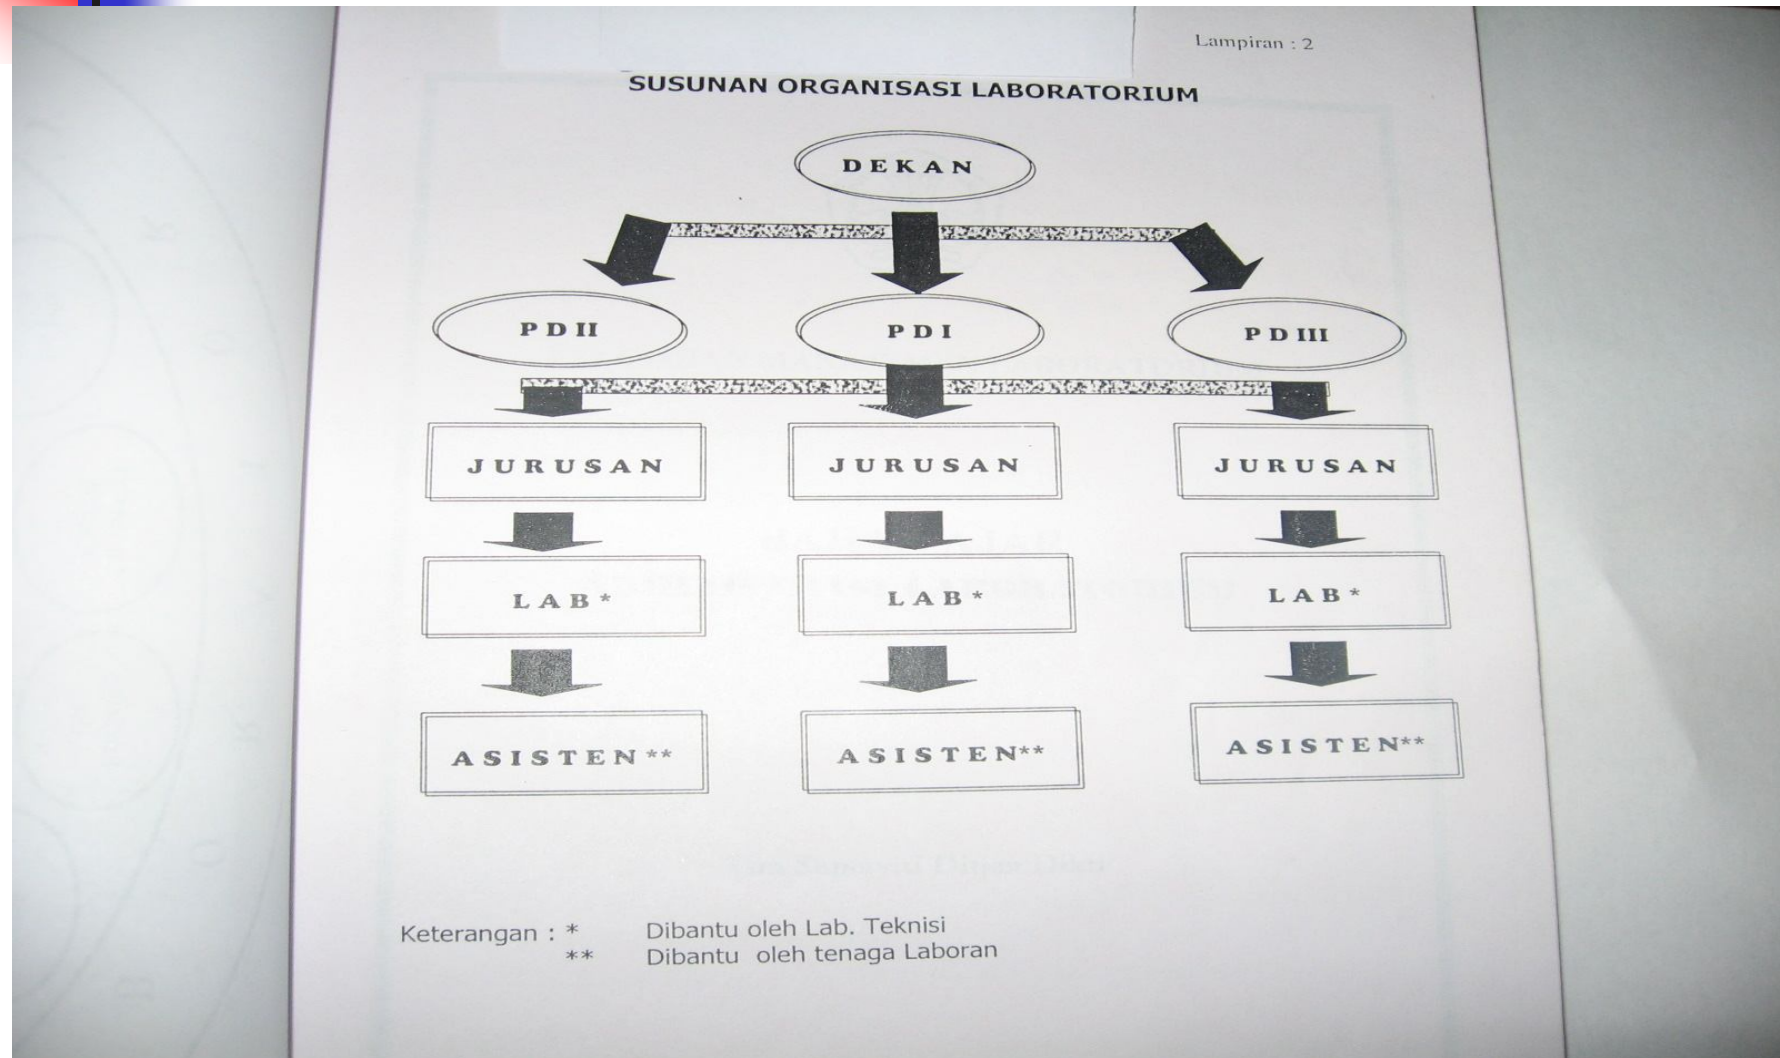 Lampiran : 2
SUSUNAN ORGANISASI LABORATORIUM
DEKAN
PD II PD I PD III
JURUSAN JURUSAN JURUSAN
LAB* LAB* LAB*
ASISTEN** ASISTEN** ASISTEN**
Keterangan : * Dibantu oleh Lab. Teknisi
** Dibantu oleh tenaga Laboran